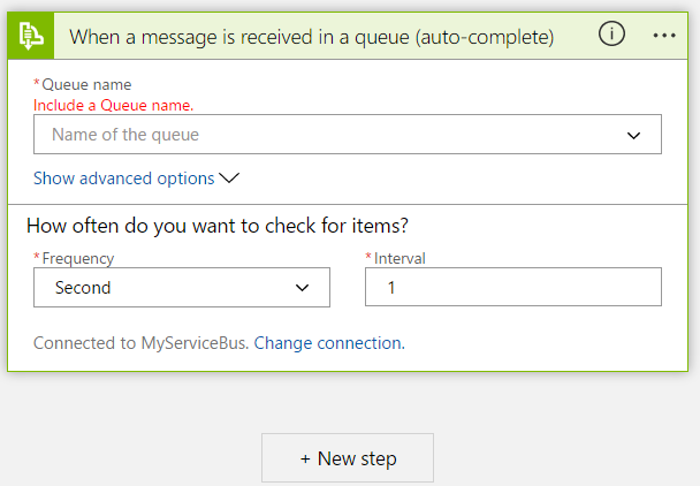 When a message is received in a queue (auto-complete)
* Queue name
Include a Queue name.
Name of the queue
Show advanced options
How often do you want to check for items?
* Frequency
* Interval
Second
1
Connected to MyServiceBus. Change connection.
+ New step